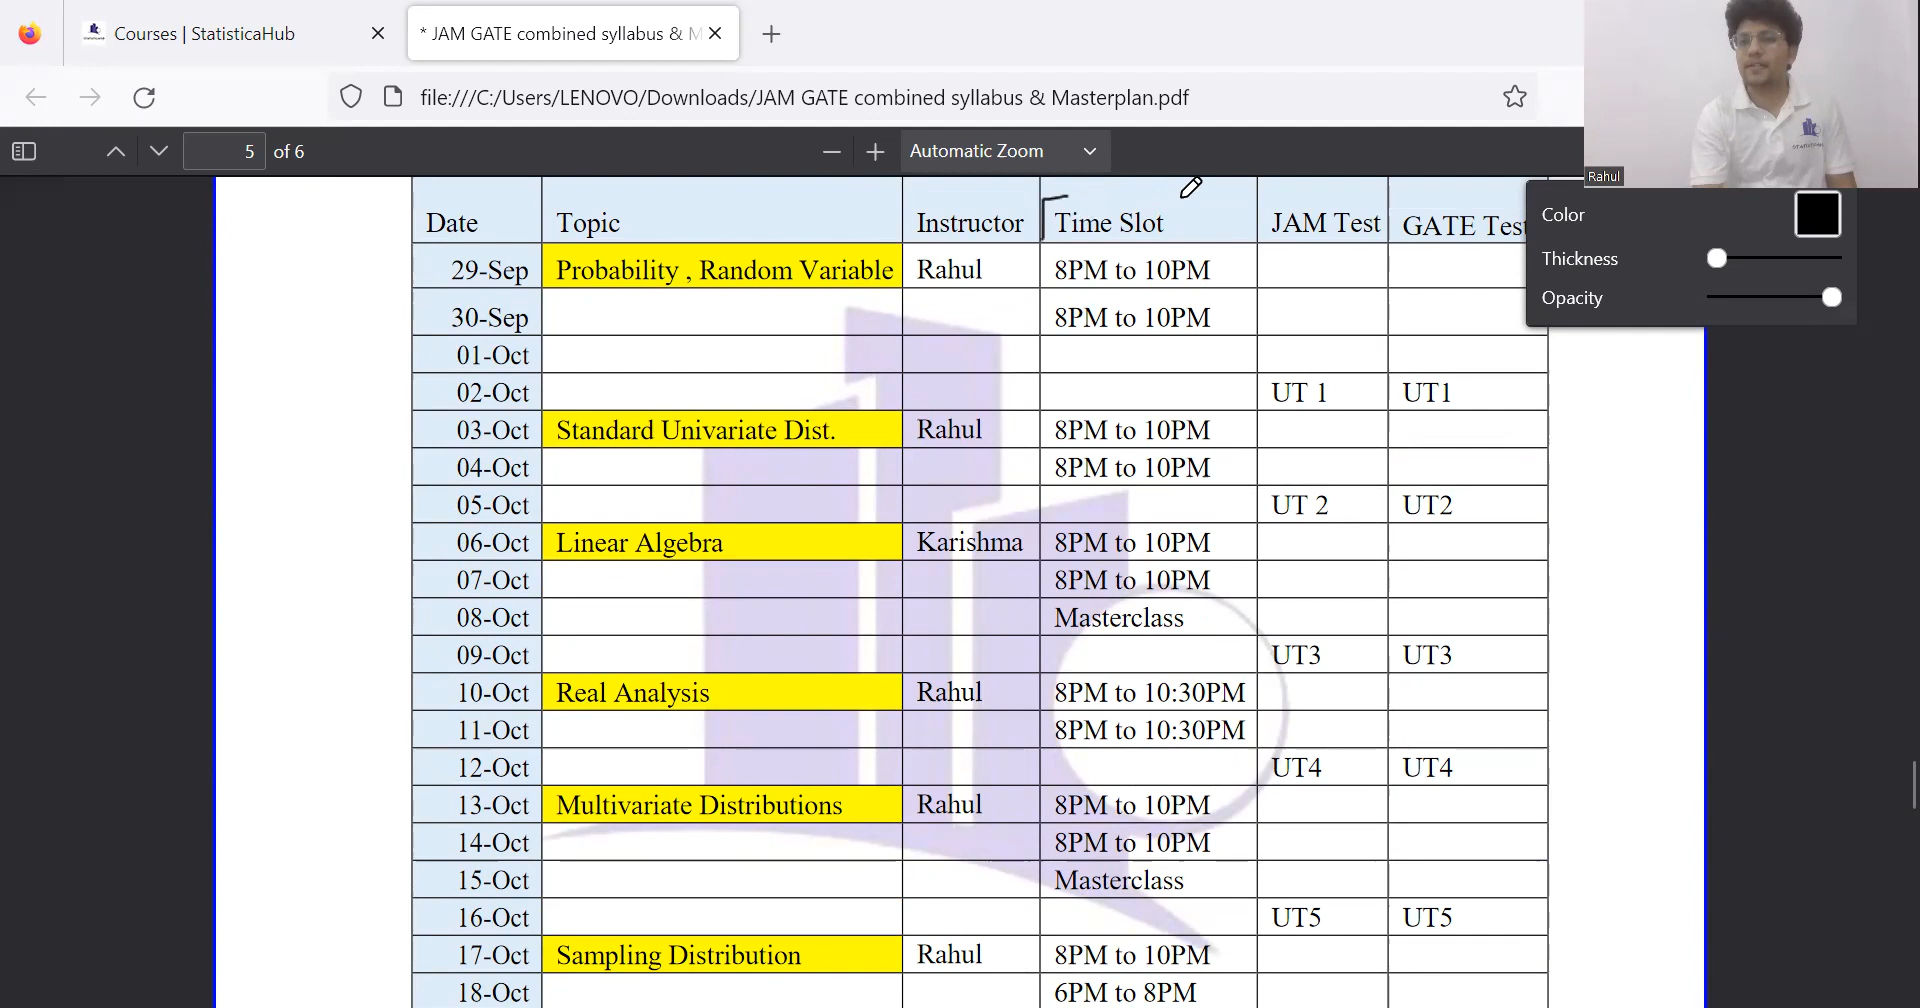 Courses | StatisticaHub
* JAM GATE combined syllabus & M
file:///C:/Users/LENOVO/Downloads/JAM GATE combined syllabus & Masterplan.pdf
5 of 6
Automatic Zoom
Rahul
Color
Thickness
Opacity
Date Topic Instructor Time Slot JAM Test GATE Test
29-Sep Probability , Random Variable Rahul 8PM to 10PM
30-Sep 8PM to 10PM
01-Oct
02-Oct UT 1 UT1
03-Oct Standard Univariate Dist. Rahul 8PM to 10PM
04-Oct 8PM to 10PM
05-Oct UT 2 UT2
06-Oct Linear Algebra Karishma 8PM to 10PM
07-Oct 8PM to 10PM
08-Oct Masterclass
09-Oct UT3 UT3
10-Oct Real Analysis Rahul 8PM to 10:30PM
11-Oct 8PM to 10:30PM
12-Oct UT4 UT4
13-Oct Multivariate Distributions Rahul 8PM to 10PM
14-Oct 8PM to 10PM
15-Oct Masterclass
16-Oct UT5 UT5
17-Oct Sampling Distribution Rahul 8PM to 10PM
18-Oct 6PM to 8PM